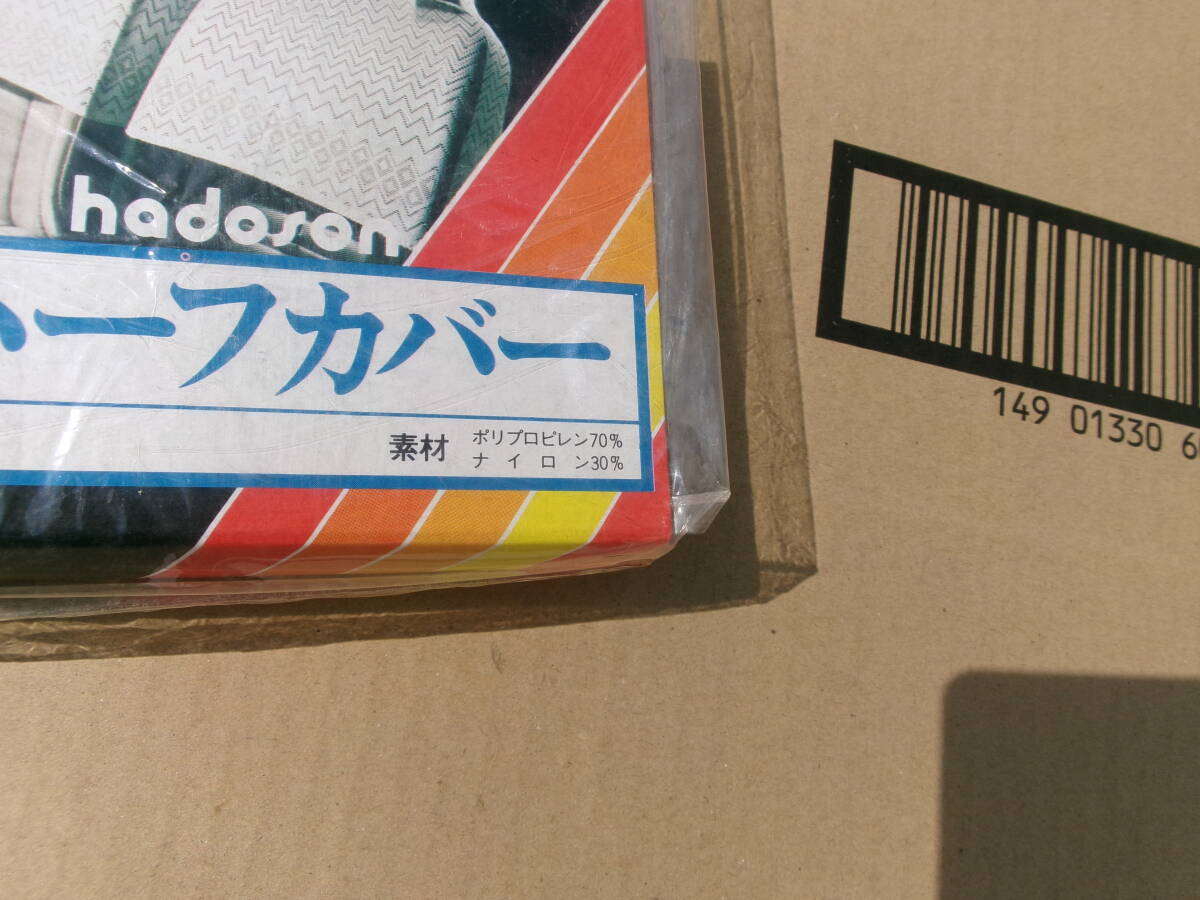 hadoson
ハーフカバー
素材 ポリプロピレン70%
ナイロン30%
149 01330 6